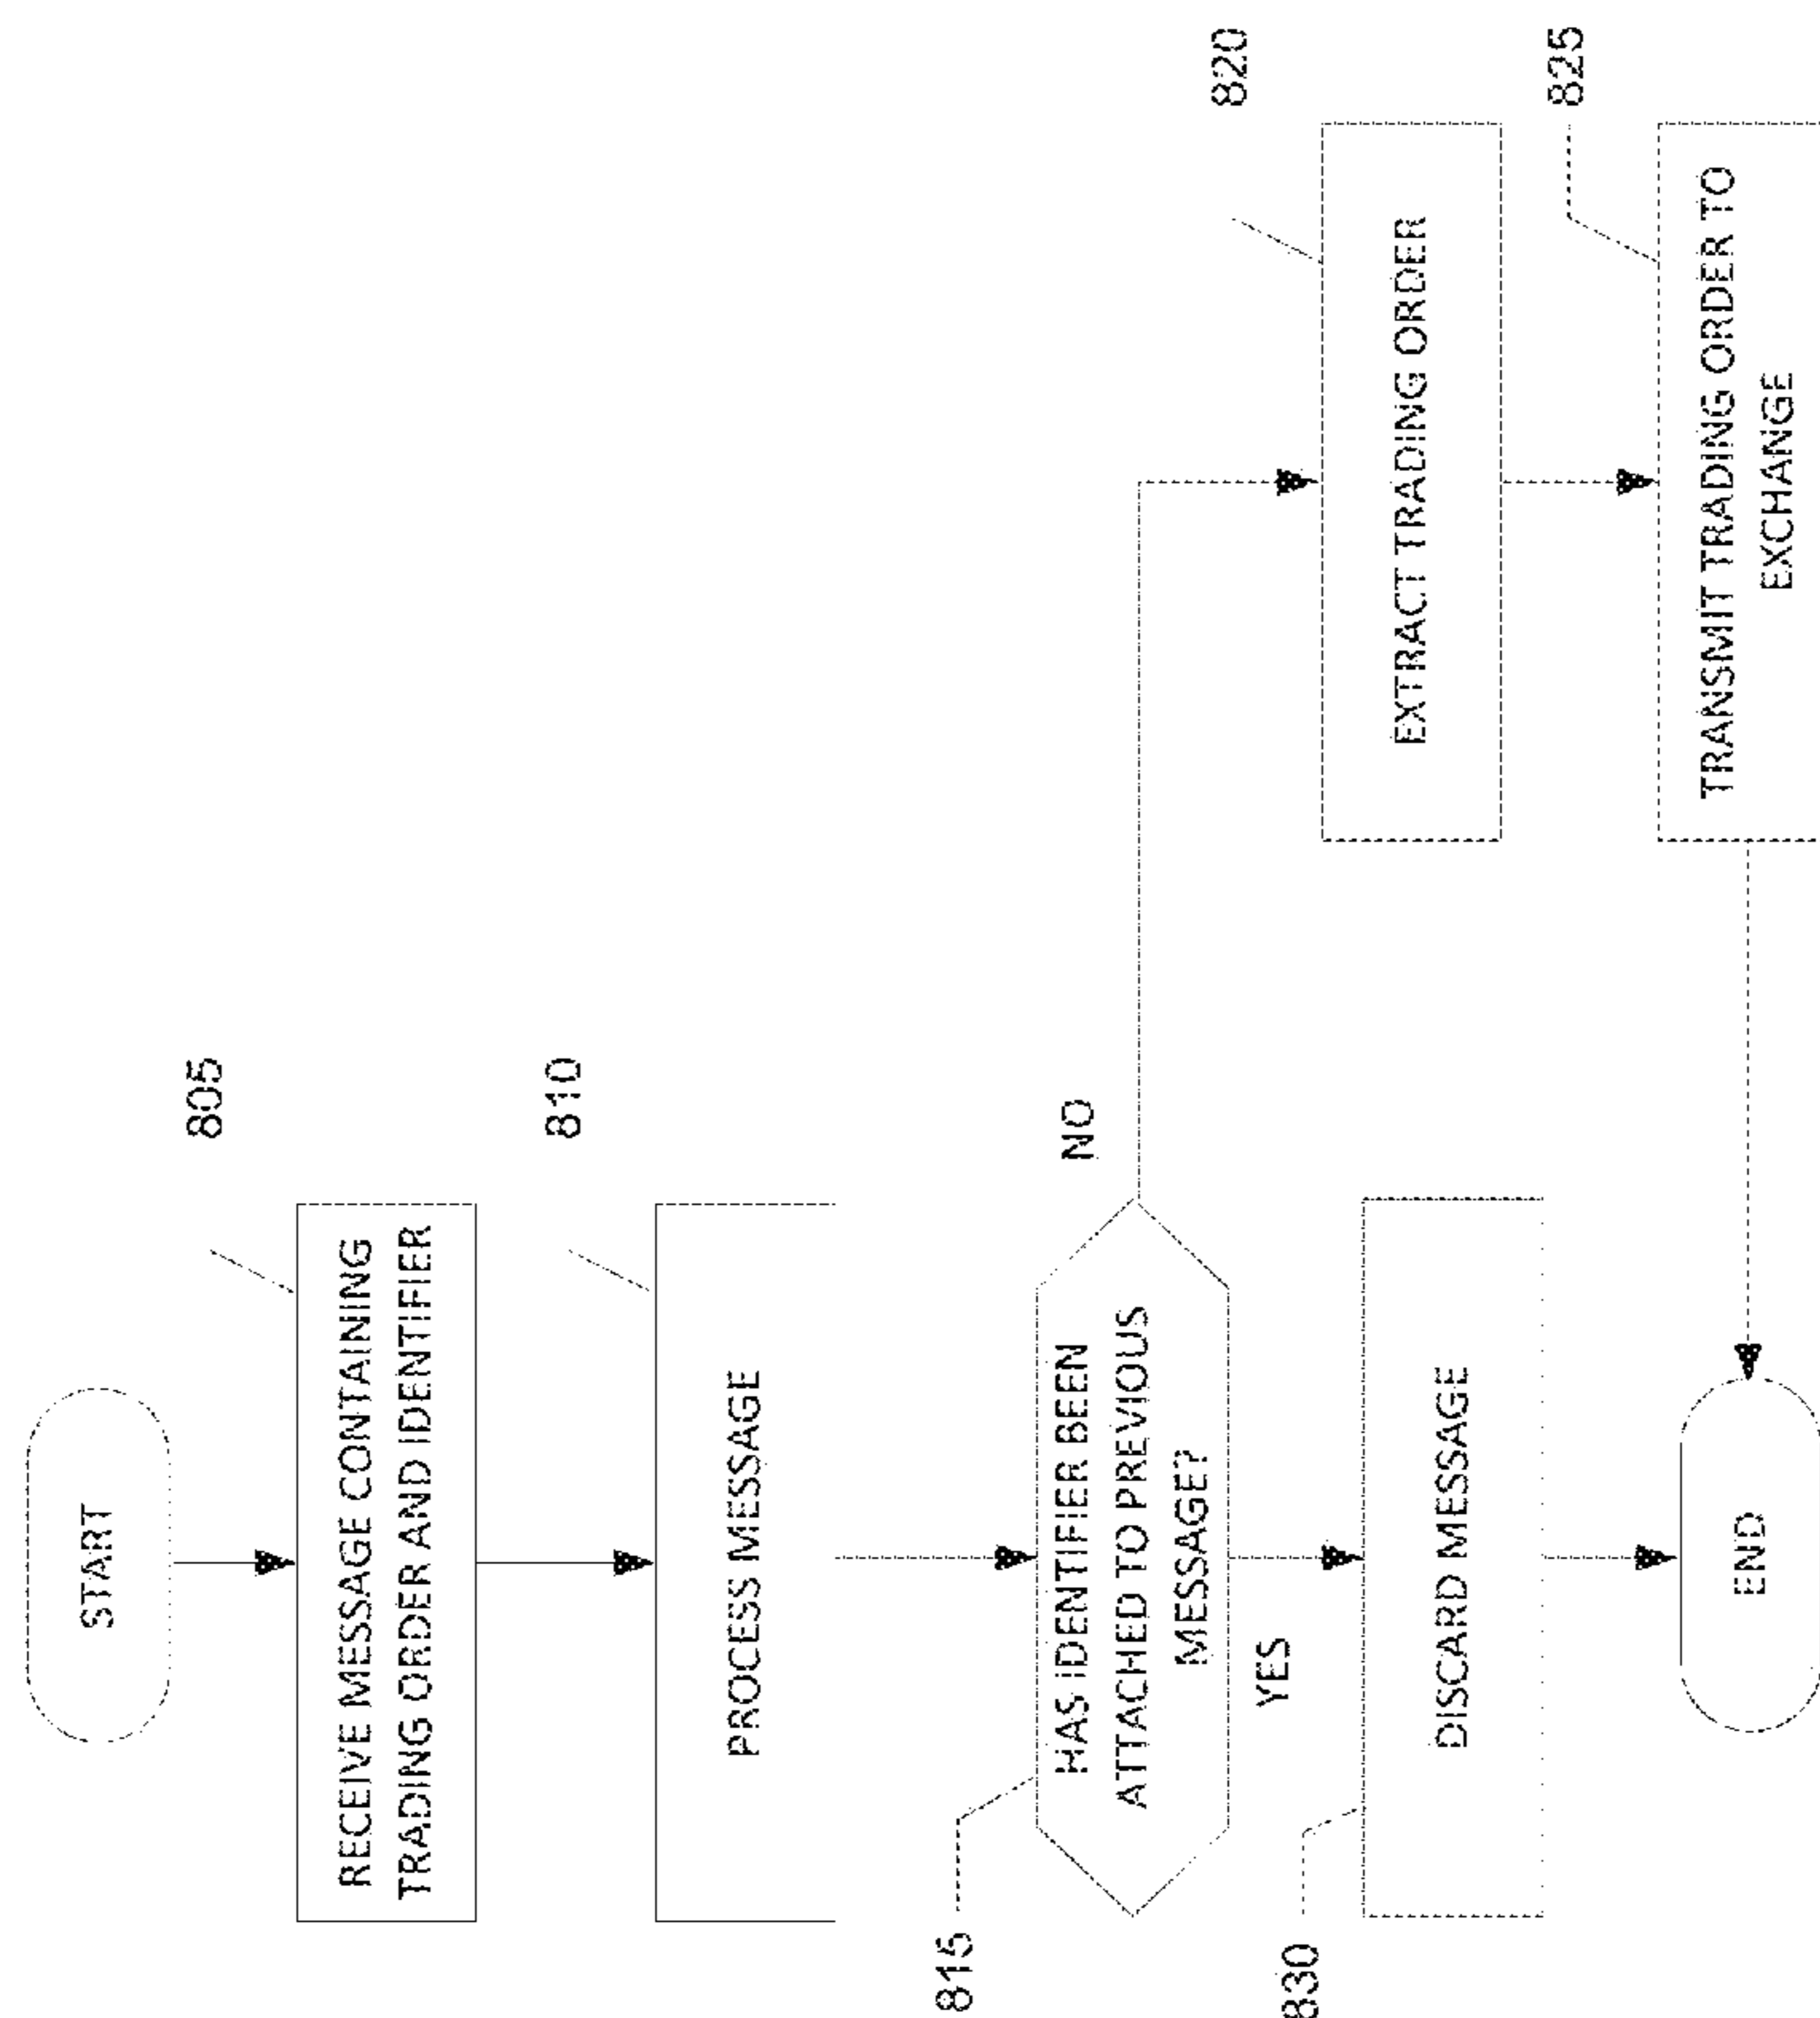 START
805
RECEIVE MESSAGE CONTAINING
TRADING ORDER AND IDENTIFIER
810
PROCESS MESSAGE
815
HAS IDENTIFIER BEEN
ATTACHED TO PREVIOUS
MESSAGE?
NO
YES
820
EXTRACT TRADING ORDER
825
TRANSMIT TRADING ORDER TO
EXCHANGE
830
DISCARD MESSAGE
END